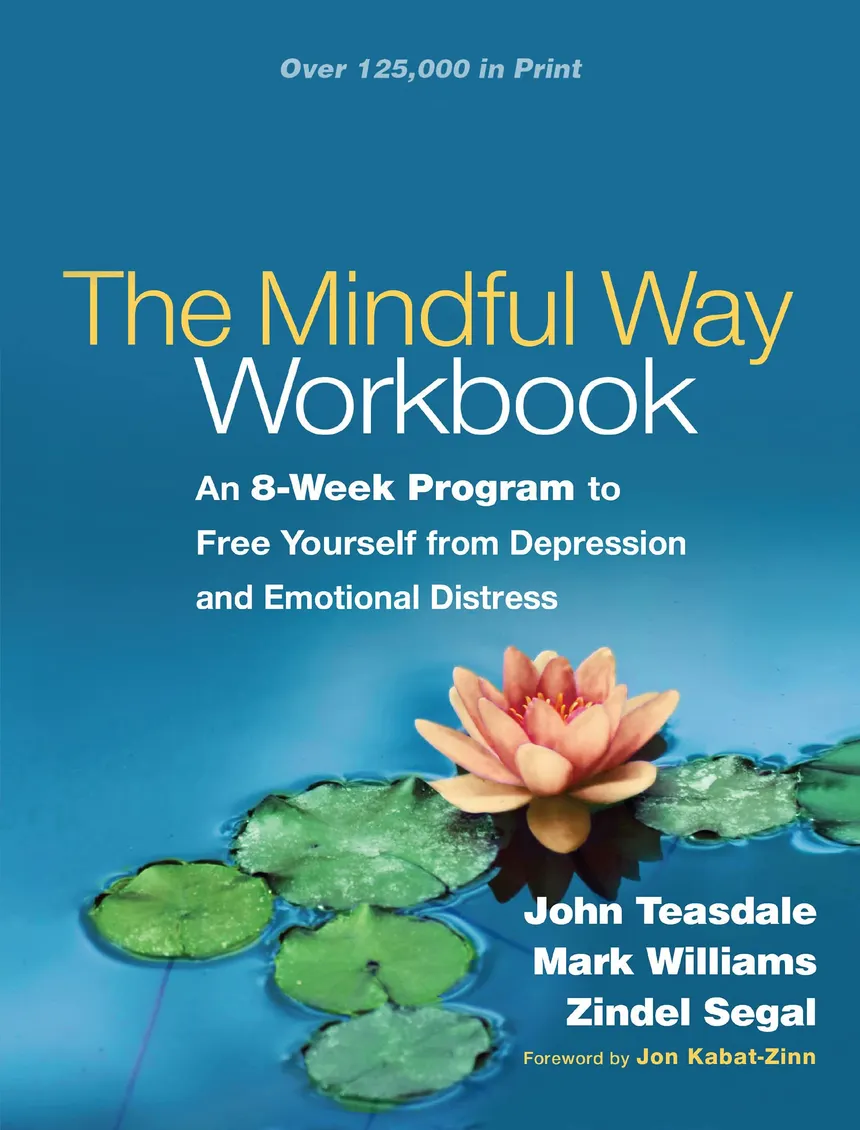 Over 125,000 in Print
The Mindful Way
Workbook
An 8-Week Program to
Free Yourself from Depression
and Emotional Distress
John Teasdale
Mark Williams
Zindel Segal
Foreword by Jon Kabat-Zinn